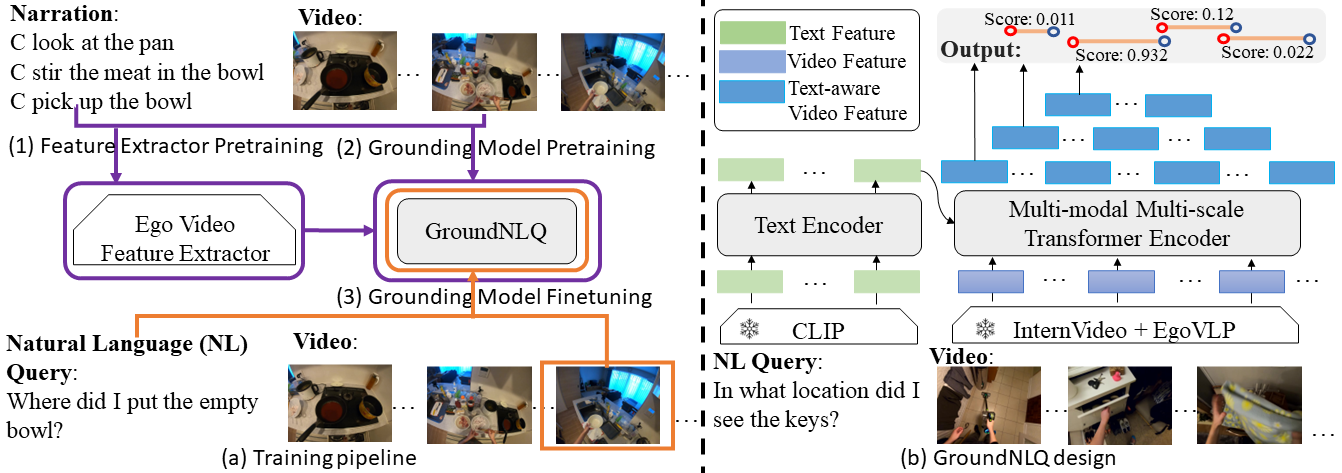 Narration:
C look at the pan
C stir the meat in the bowl
C pick up the bowl
Video:
...
...
(1) Feature Extractor Pretraining
(2) Grounding Model Pretraining
Ego Video
Feature Extractor
GroundNLQ
(3) Grounding Model Finetuning
Natural Language (NL)
Query:
Where did I put the empty
bowl?
Video:
...
...
...
(a) Training pipeline
Text Feature
Video Feature
Text-aware
Video Feature
Output:
Score: 0.011
Score: 0.12
Score: 0.932
Score: 0.022
...
...
...
...
...
...
Text Encoder
Multi-modal Multi-scale
Transformer Encoder
...
...
...
...
CLIP
InternVideo + EgoVLP
NL Query:
In what location did I
see the keys?
Video:
...
...
...
(b) GroundNLQ design